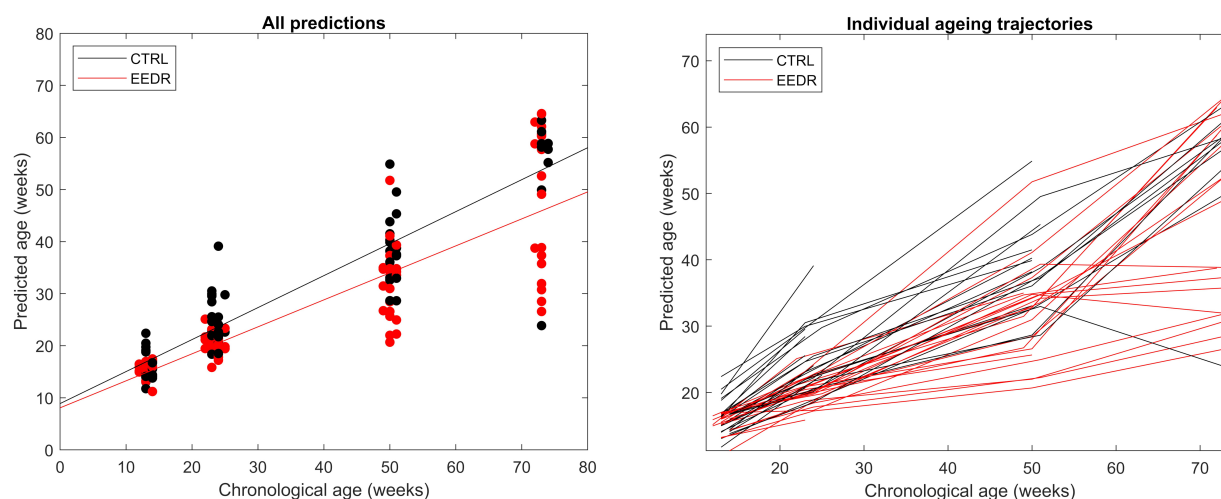 All predictions
80
70
60
50
40
30
20
10
0
Predicted age (weeks)
CTRL
EEDR
0 10 20 30 40 50 60 70 80
Chronological age (weeks)
Individual ageing trajectories
70
60
50
40
30
20
Predicted age (weeks)
CTRL
EEDR
20 30 40 50 60 70
Chronological age (weeks)